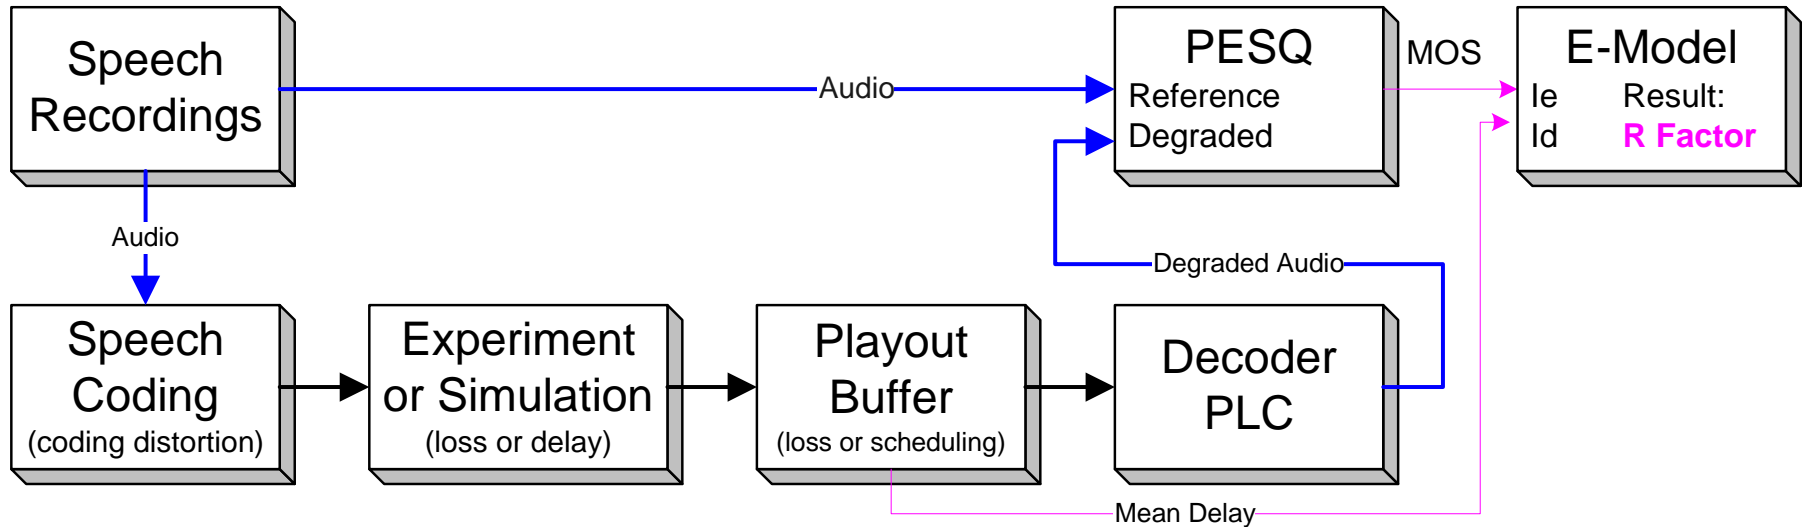 Speech
Recordings
Audio
PESQ
Reference
Degraded
MOS
E-Model
Ie Result:
Id R Factor
Audio
Degraded Audio
Speech
Coding
(coding distortion)
Experiment
or Simulation
(loss or delay)
Playout
Buffer
(loss or scheduling)
Decoder
PLC
Mean Delay